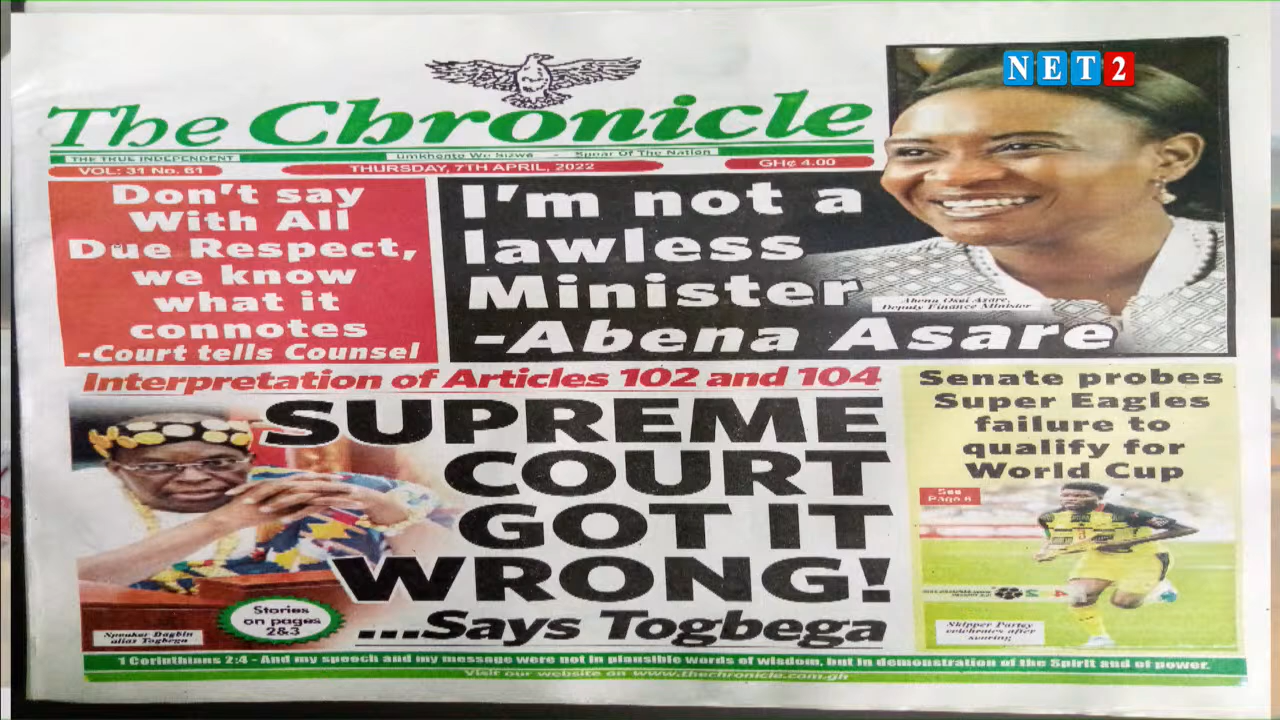 NET2
The Chronicle
THE TRUE INDEPENDENT
Umkhonto We Sizwe - Spear Of The Nation
VOL: 31 No. 61
THURSDAY, 7TH APRIL, 2022
GH¢ 4.00
Don't say
With All
Due Respect,
we know
what it
connotes
-Court tells Counsel
I'm not a
lawless
Minister
-Abena Asare
Abena Osei Asare,
Deputy Finance Minister
Interpretation of Articles 102 and 104
SUPREME
COURT
GOT IT
WRONG!
...Says Togbega
Stories
on pages
2&3
Speaker Bagbin
alias Togbega
Senate probes
Super Eagles
failure to
qualify for
World Cup
See
Page 6
Skipper Partey
celebrates after
scoring
1 Corinthians 2:4 - And my speech and my message were not in plausible words of wisdom, but in demonstration of the Spirit and of power.
Visit our website on www.thechronicle.com.gh